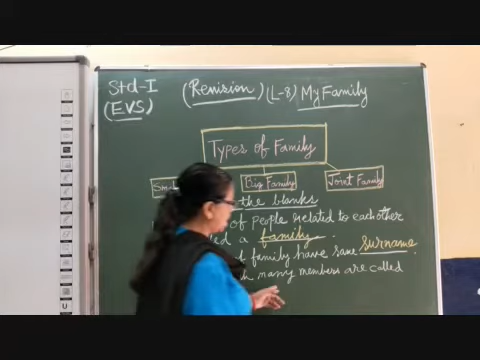 Std-I (Revision) (L-8) My Family
(EVS)
Types of Family
Big Family Joint Family
the blanks
of people related to each other
a family.
family have same Surname.
many members are called